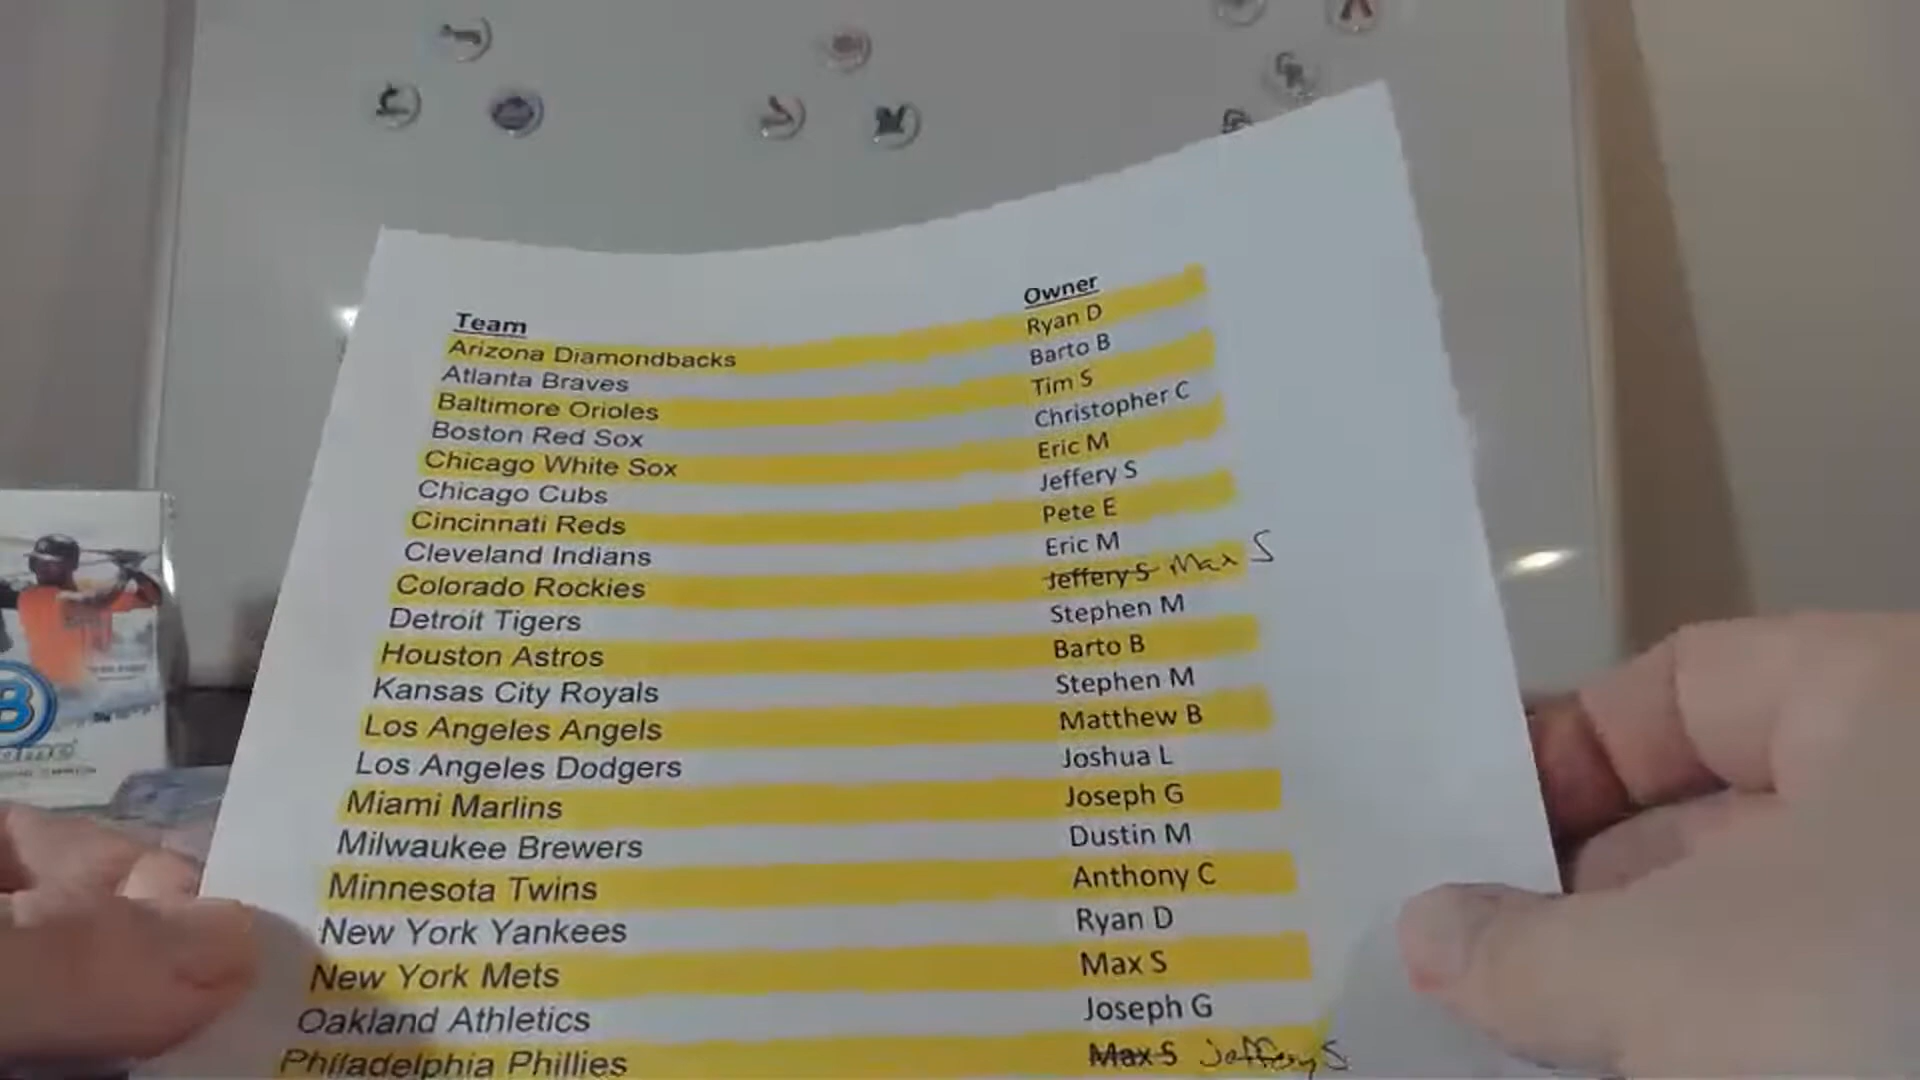 Team Owner
Arizona Diamondbacks Ryan D
Atlanta Braves Barto B
Baltimore Orioles Tim S
Boston Red Sox Christopher C
Chicago White Sox Eric M
Chicago Cubs Jeffery S
Cincinnati Reds Pete E
Cleveland Indians Eric M
Colorado Rockies Jeffery S Max S
Detroit Tigers Stephen M
Houston Astros Barto B
Kansas City Royals Stephen M
Los Angeles Angels Matthew B
Los Angeles Dodgers Joshua L
Miami Marlins Joseph G
Milwaukee Brewers Dustin M
Minnesota Twins Anthony C
New York Yankees Ryan D
New York Mets Max S
Oakland Athletics Joseph G
Philadelphia Phillies Max S Jeffery S
B